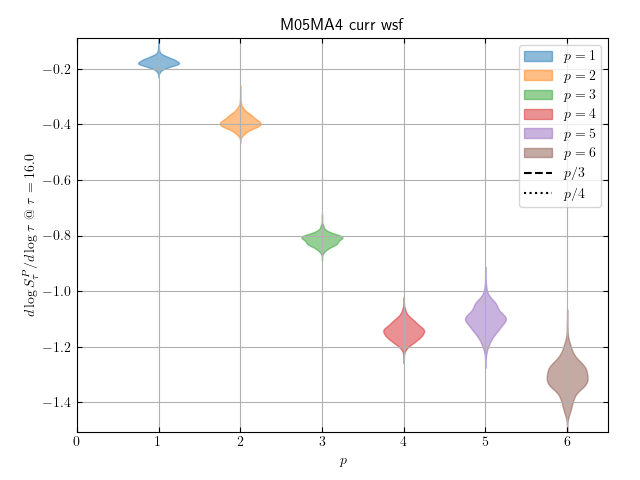 M05MA4 curr wsf
d log S_τ^P / d log τ @ τ = 16.0
−0.2
−0.4
−0.6
−0.8
−1.0
−1.2
−1.4
0 1 2 3 4 5 6
p
p = 1
p = 2
p = 3
p = 4
p = 5
p = 6
p/3
p/4